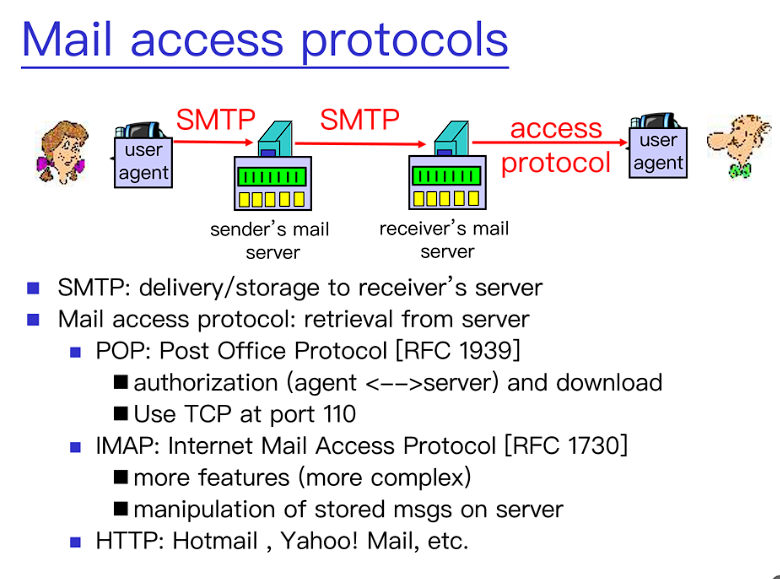 Mail access protocols
SMTP
SMTP
access
protocol
user
agent
user
agent
sender's mail
server
receiver's mail
server
SMTP: delivery/storage to receiver's server
Mail access protocol: retrieval from server
POP: Post Office Protocol [RFC 1939]
authorization (agent <-->server) and download
Use TCP at port 110
IMAP: Internet Mail Access Protocol [RFC 1730]
more features (more complex)
manipulation of stored msgs on server
HTTP: Hotmail , Yahoo! Mail, etc.